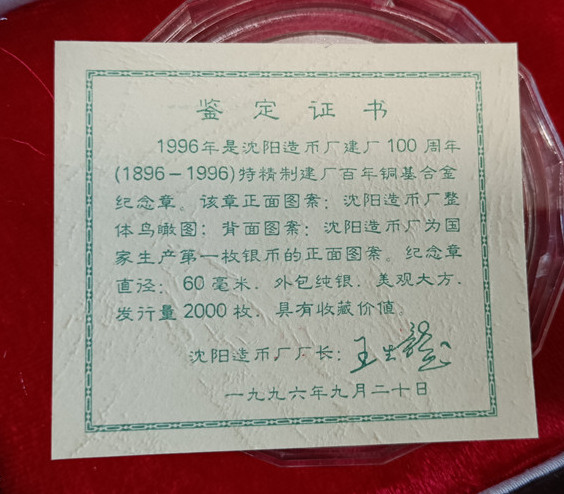 鉴定证书
1996年是沈阳造币厂建厂100周年
(1896－1996)特精制建厂百年铜基合金
纪念章。该章正面图案：沈阳造币厂整
体鸟瞰图；背面图案：沈阳造币厂为国
家生产第一枚银币的正面图案。纪念章
直径：60毫米，外包纯银，美观大方，
发行量2000枚，具有收藏价值。
沈阳造币厂厂长：
一九九六年九月二十日